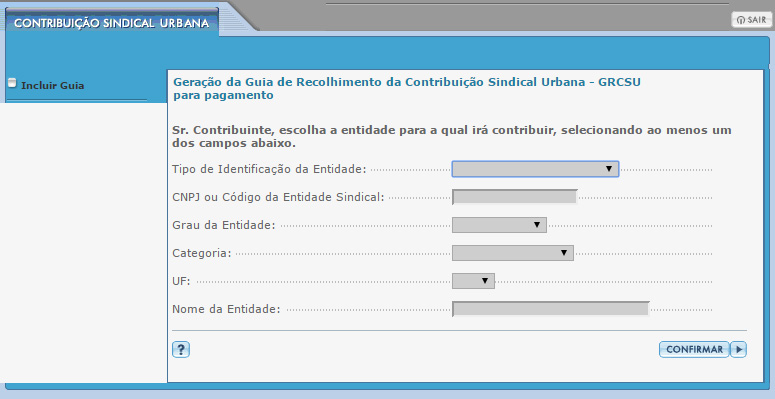 CONTRIBUIÇÃO SINDICAL URBANA
SAIR
Incluir Guia
Geração da Guia de Recolhimento da Contribuição Sindical Urbana - GRCSU
para pagamento
Sr. Contribuinte, escolha a entidade para a qual irá contribuir, selecionando ao menos um
dos campos abaixo.
Tipo de Identificação da Entidade:
CNPJ ou Código da Entidade Sindical:
Grau da Entidade:
Categoria:
UF:
Nome da Entidade:
?
CONFIRMAR